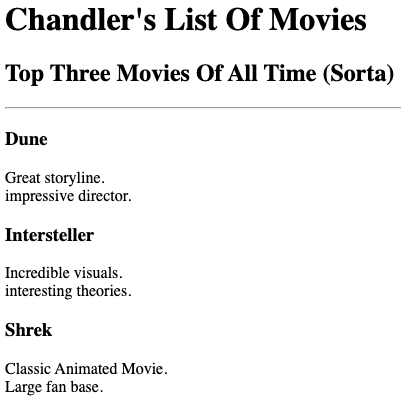 Chandler's List Of Movies
Top Three Movies Of All Time (Sorta)
Dune
Great storyline.
impressive director.
Intersteller
Incredible visuals.
interesting theories.
Shrek
Classic Animated Movie.
Large fan base.